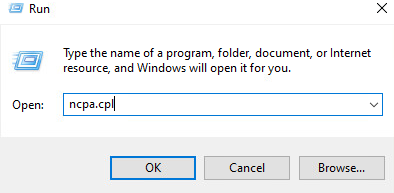 Run
Type the name of a program, folder, document, or Internet
resource, and Windows will open it for you.
Open: ncpa.cpl
OK Cancel Browse...